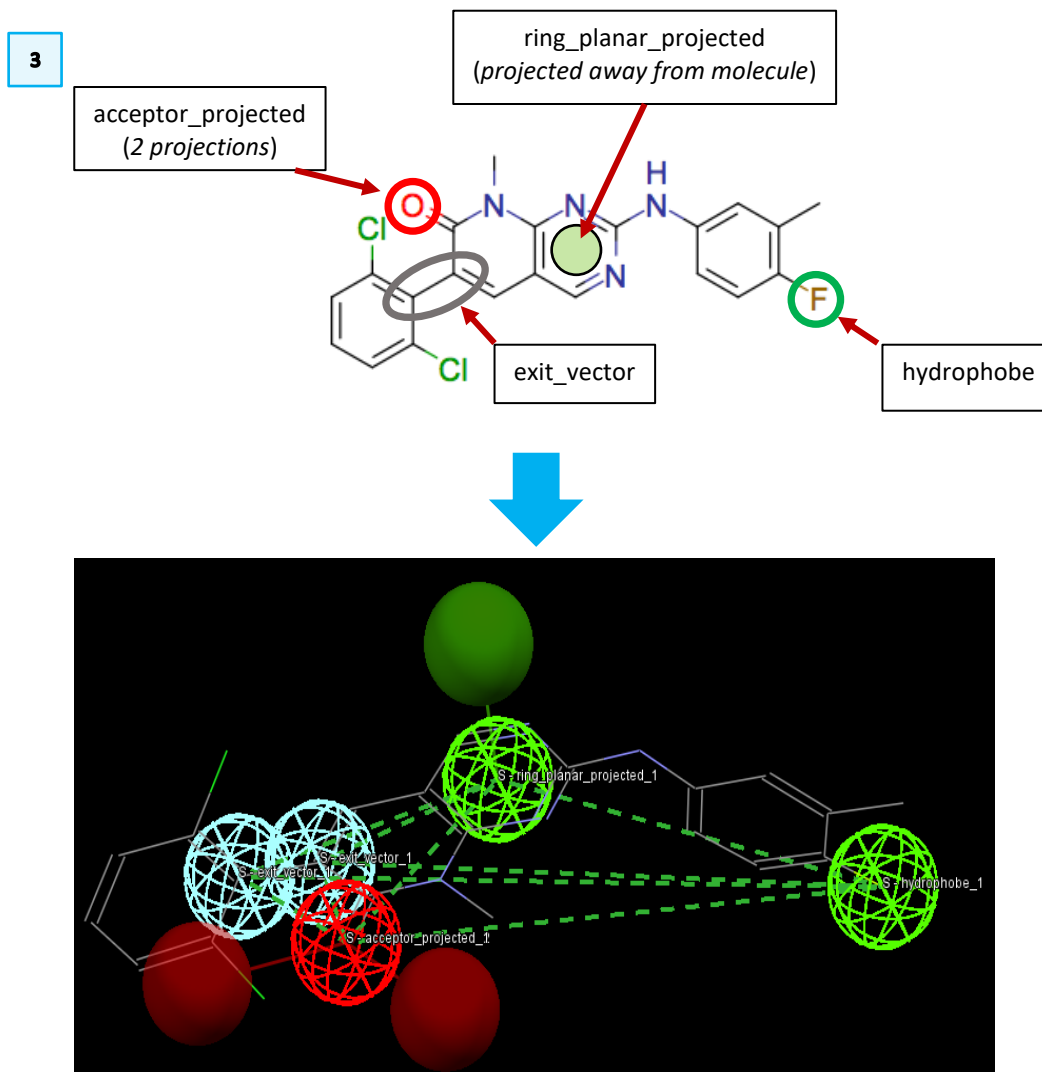 3
ring_planar_projected
(projected away from molecule)
acceptor_projected
(2 projections)
H
O
N
N
N
Cl
N
F
Cl
exit_vector
hydrophobe
S - ring_planar_projected_1
S - exit_vector_1
S - exit_vector_1
S - hydrophobe_1
S - acceptor_projected_1